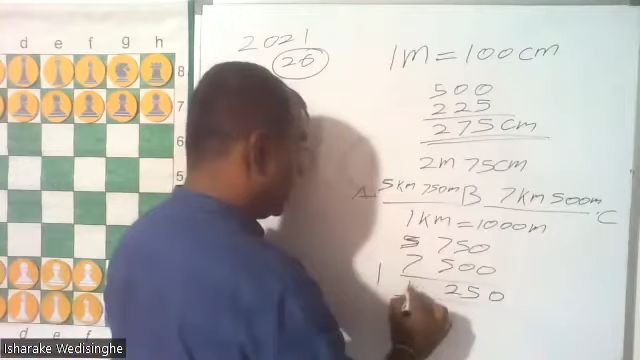 2021
26
1M = 100cm
500
225
275cm
2m 75cm
A 5km 750m B 7km 500m C
1km = 1000m
5 750
7 500
1
250
d e f g h
8
7
5
d e f
Isharake Wedisinghe